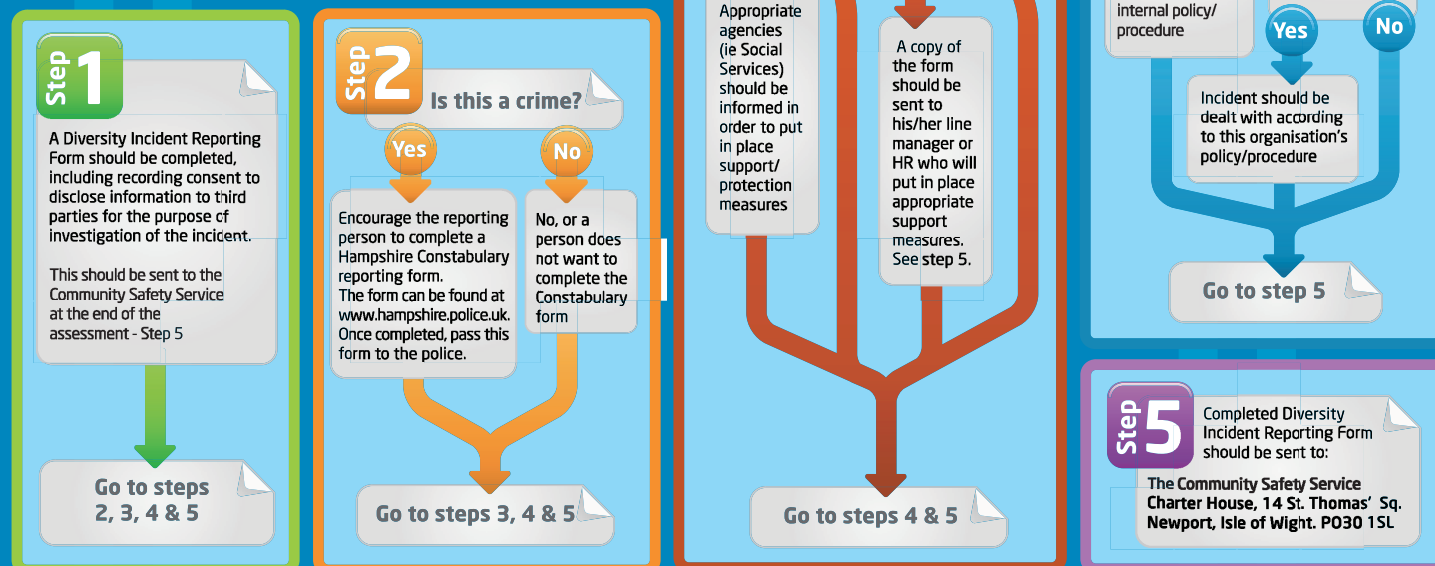 Step 1
A Diversity Incident Reporting
Form should be completed,
including recording consent to
disclose information to third
parties for the purpose of
investigation of the incident.
This should be sent to the
Community Safety Service
at the end of the
assessment - Step 5
Go to steps
2, 3, 4 & 5
Step 2
Is this a crime?
Yes
No
Encourage the reporting
person to complete a
Hampshire Constabulary
reporting form.
The form can be found at
www.hampshire.police.uk.
Once completed, pass this
form to the police.
No, or a
person does
not want to
complete the
Constabulary
form
Go to steps 3, 4 & 5
Appropriate
agencies
(ie Social
Services)
should be
informed in
order to put
in place
support/
protection
measures
A copy of
the form
should be
sent to
his/her line
manager or
HR who will
put in place
appropriate
support
measures.
See step 5.
Go to steps 4 & 5
internal policy/
procedure
Yes
No
Incident should be
dealt with according
to this organisation's
policy/procedure
Go to step 5
Step 5
Completed Diversity
Incident Reporting Form
should be sent to:
The Community Safety Service
Charter House, 14 St. Thomas' Sq.
Newport, Isle of Wight. PO30 1SL